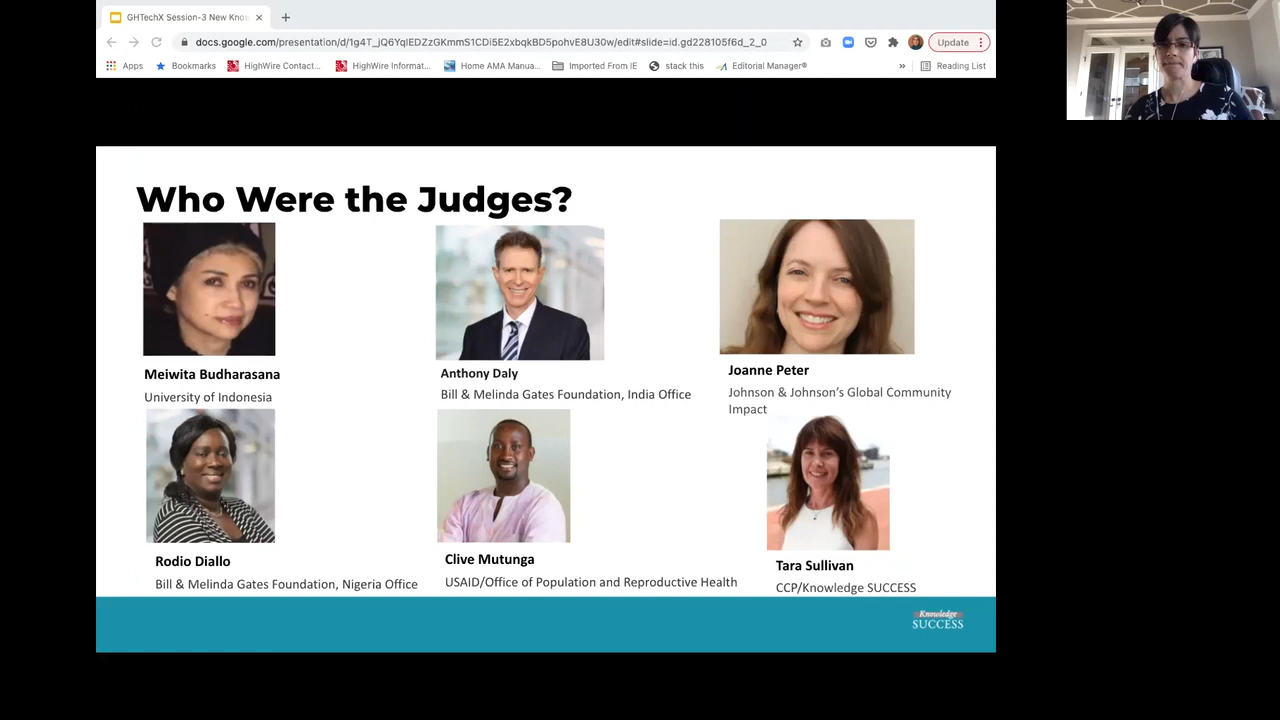 GHTechX Session-3 New Know
docs.google.com/presentation/d/1g4T_jQ6YqIEDZzGtmmS1CDi5E2xbqkBD5pohvE8U30w/edit#slide=id.gd228105f6d_2_0
Update
Apps
Bookmarks
HighWire Contact...
HighWire Informat...
Home AMA Manua...
Imported From IE
stack this
Editorial Manager®
»
Reading List
Who Were the Judges?
Meiwita Budharasana
University of Indonesia
Anthony Daly
Bill & Melinda Gates Foundation, India Office
Joanne Peter
Johnson & Johnson's Global Community
Impact
Rodio Diallo
Bill & Melinda Gates Foundation, Nigeria Office
Clive Mutunga
USAID/Office of Population and Reproductive Health
Tara Sullivan
CCP/Knowledge SUCCESS
Knowledge
SUCCESS